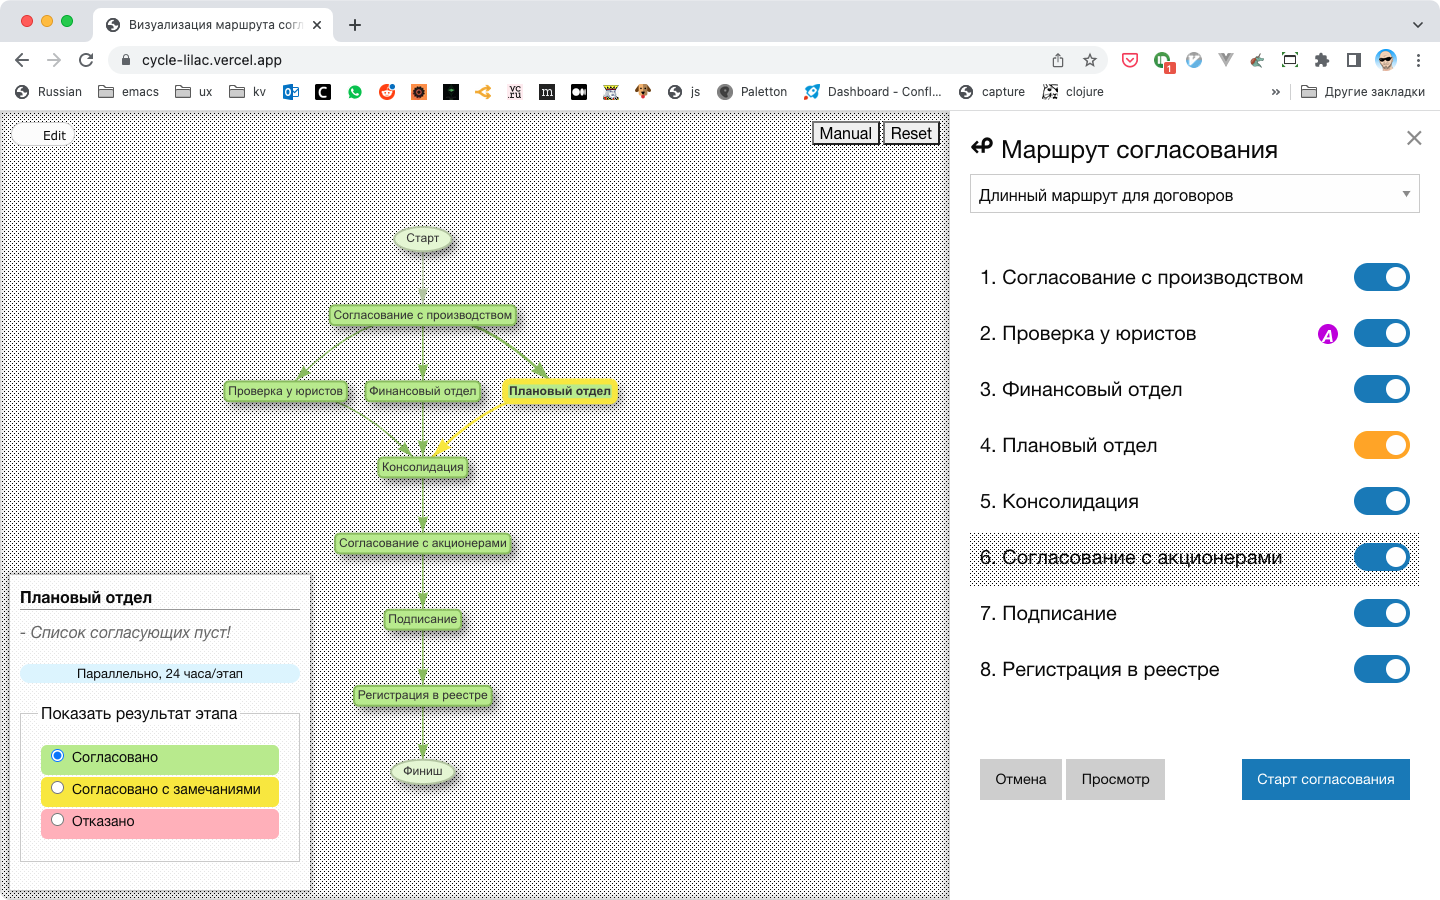 Визуализация маршрута согл
cycle-lilac.vercel.app
1
Russian
emacs
ux
kv
vc.ru
m
js
Paletton
Dashboard - Confl...
capture
clojure
»
Другие закладки
Edit
Manual
Reset
Старт
Согласование с производством
Проверка у юристов
Финансовый отдел
Плановый отдел
Консолидация
Согласование с акционерами
Подписание
Регистрация в реестре
Финиш
Плановый отдел
- Список согласующих пуст!
Параллельно, 24 часа/этап
Показать результат этапа
Согласовано
Согласовано с замечаниями
Отказано
Маршрут согласования
Длинный маршрут для договоров
1. Согласование с производством
2. Проверка у юристов
A
3. Финансовый отдел
4. Плановый отдел
5. Консолидация
6. Согласование с акционерами
7. Подписание
8. Регистрация в реестре
Отмена
Просмотр
Старт согласования